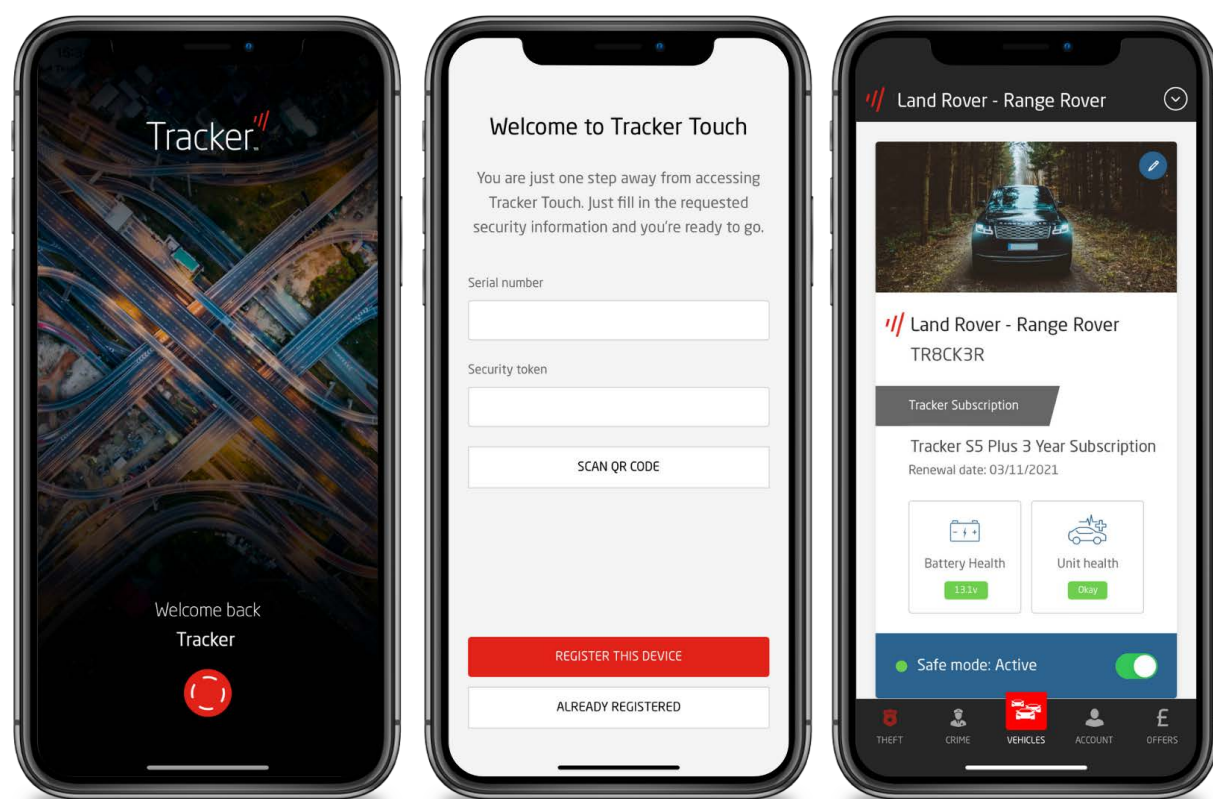 Tracker
Welcome back
Tracker
Welcome to Tracker Touch
You are just one step away from accessing
Tracker Touch. Just fill in the requested
security information and you're ready to go.
Serial number
Security token
SCAN QR CODE
REGISTER THIS DEVICE
ALREADY REGISTERED
Land Rover - Range Rover
Land Rover - Range Rover
TR8CK3R
Tracker Subscription
Tracker S5 Plus 3 Year Subscription
Renewal date: 03/11/2021
Battery Health
Unit health
13.1v
Okay
Safe mode: Active
THEFT CRIME VEHICLES ACCOUNT £ OFFERS